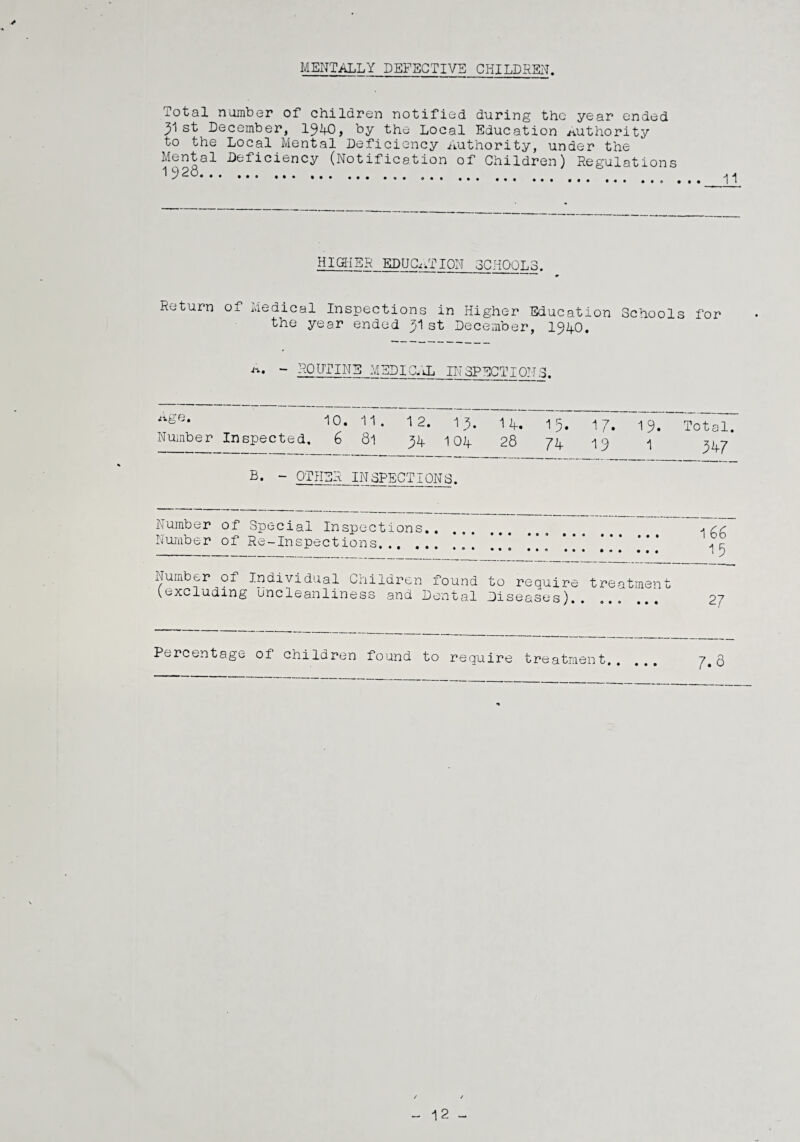 MENTALLY DEFECTIVE CHILDREN.
Total number of children notified during the year ended
31st December, 1940, by the Local Education Authority
to the Local Mental Deficiency Authority, under the
Mental Deficiency (Notification of Children) Regulations
1928... ... ... ... ... ... ... ... ... ... ... ... ... ... 11
HIGHER EDUCATION SCHOOLS.
Return of Medical Inspections in Higher Education Schools for
the year ended 31st December, 1940.
A. - ROUTINE MEDICAL INSPECTIONS.
Age. 10. 11. 12. 13. 14. 15. 17. 19. Total.
Number Inspected, 6 81 34 104 28 74 19 1 347
B. - OTHER INSPECTIONS.
Number of Special Inspections.. ... ... ... ... ... ... 166
Number of Re-Inspections... ... ... ... ... ... ... ... 15
Number of Individual Children found to require treatment
(excluding Uncleanliness and Dental Diseases).. ... ... 27
Percentage of children found to require treatment.. ... 7.8
- 12 -